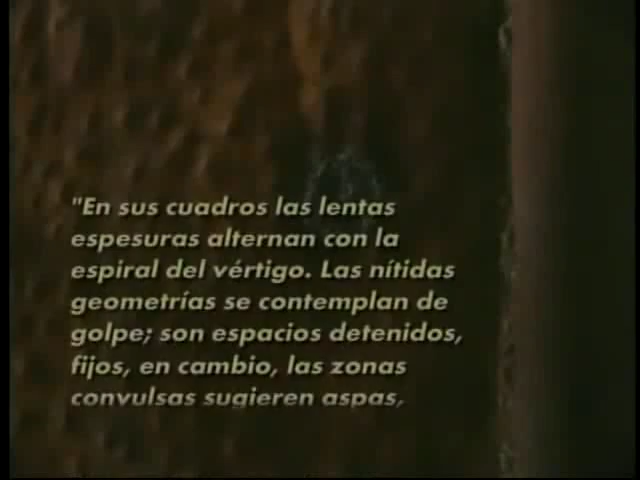 "En sus cuadros las lentas
espesuras alternan con la
espiral del vértigo. Las nítidas
geometrías se contemplan de
golpe; son espacios detenidos,
fijos, en cambio, las zonas
convulsas sugieren aspas,